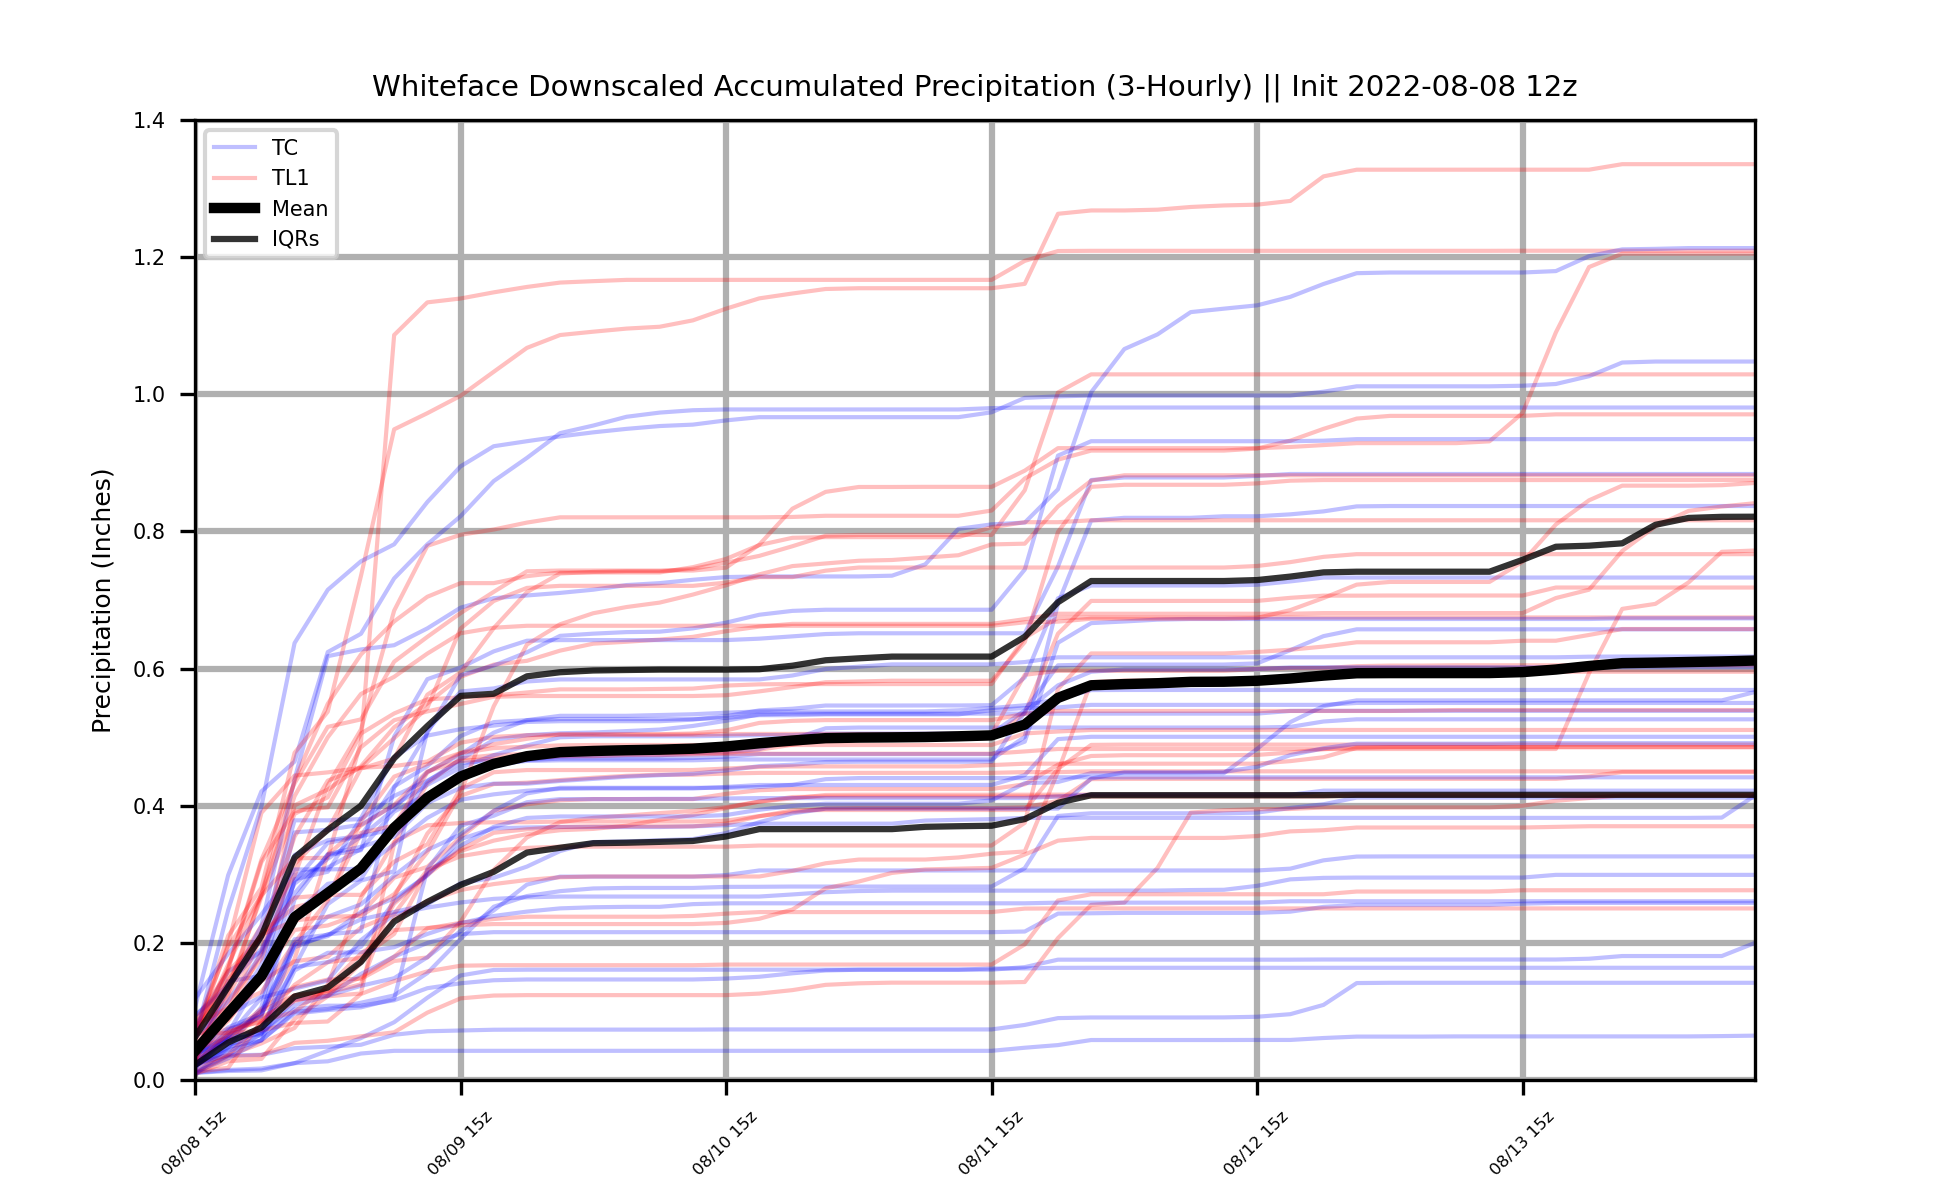 Whiteface Downscaled Accumulated Precipitation (3-Hourly) || Init 2022-08-08 12z
TC
TL1
Mean
IQRs
Precipitation (Inches)
1.4
1.2
1.0
0.8
0.6
0.4
0.2
0.0
08/08 15z
08/09 15z
08/10 15z
08/11 15z
08/12 15z
08/13 15z